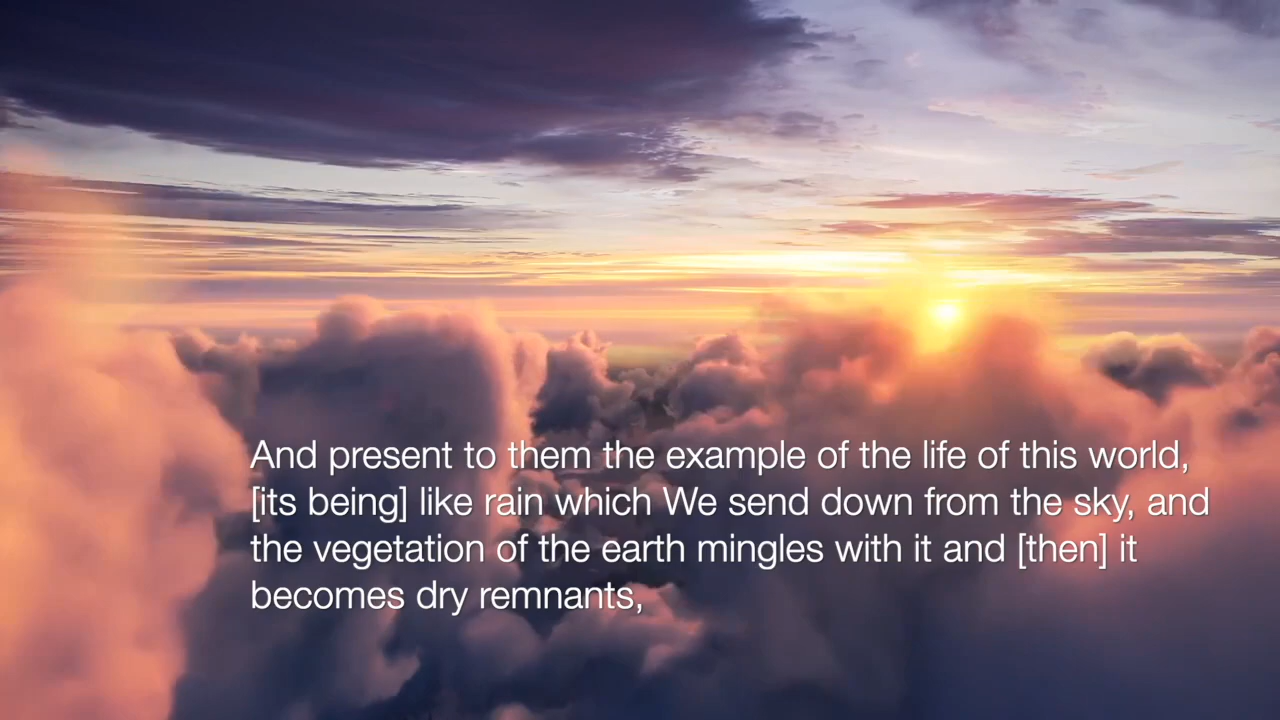 And present to them the example of the life of this world,
[its being] like rain which We send down from the sky, and
the vegetation of the earth mingles with it and [then] it
becomes dry remnants,